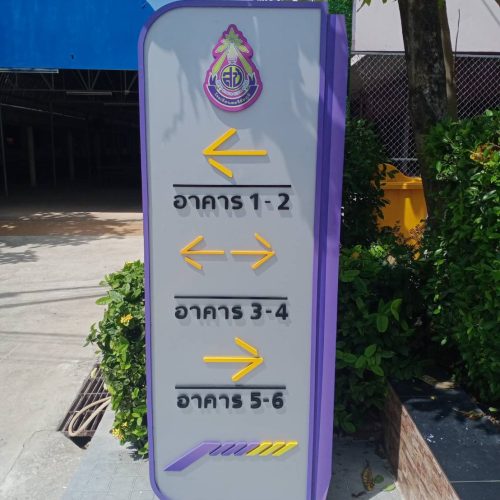 อาคาร 1 - 2
อาคาร 3-4
อาคาร 5-6